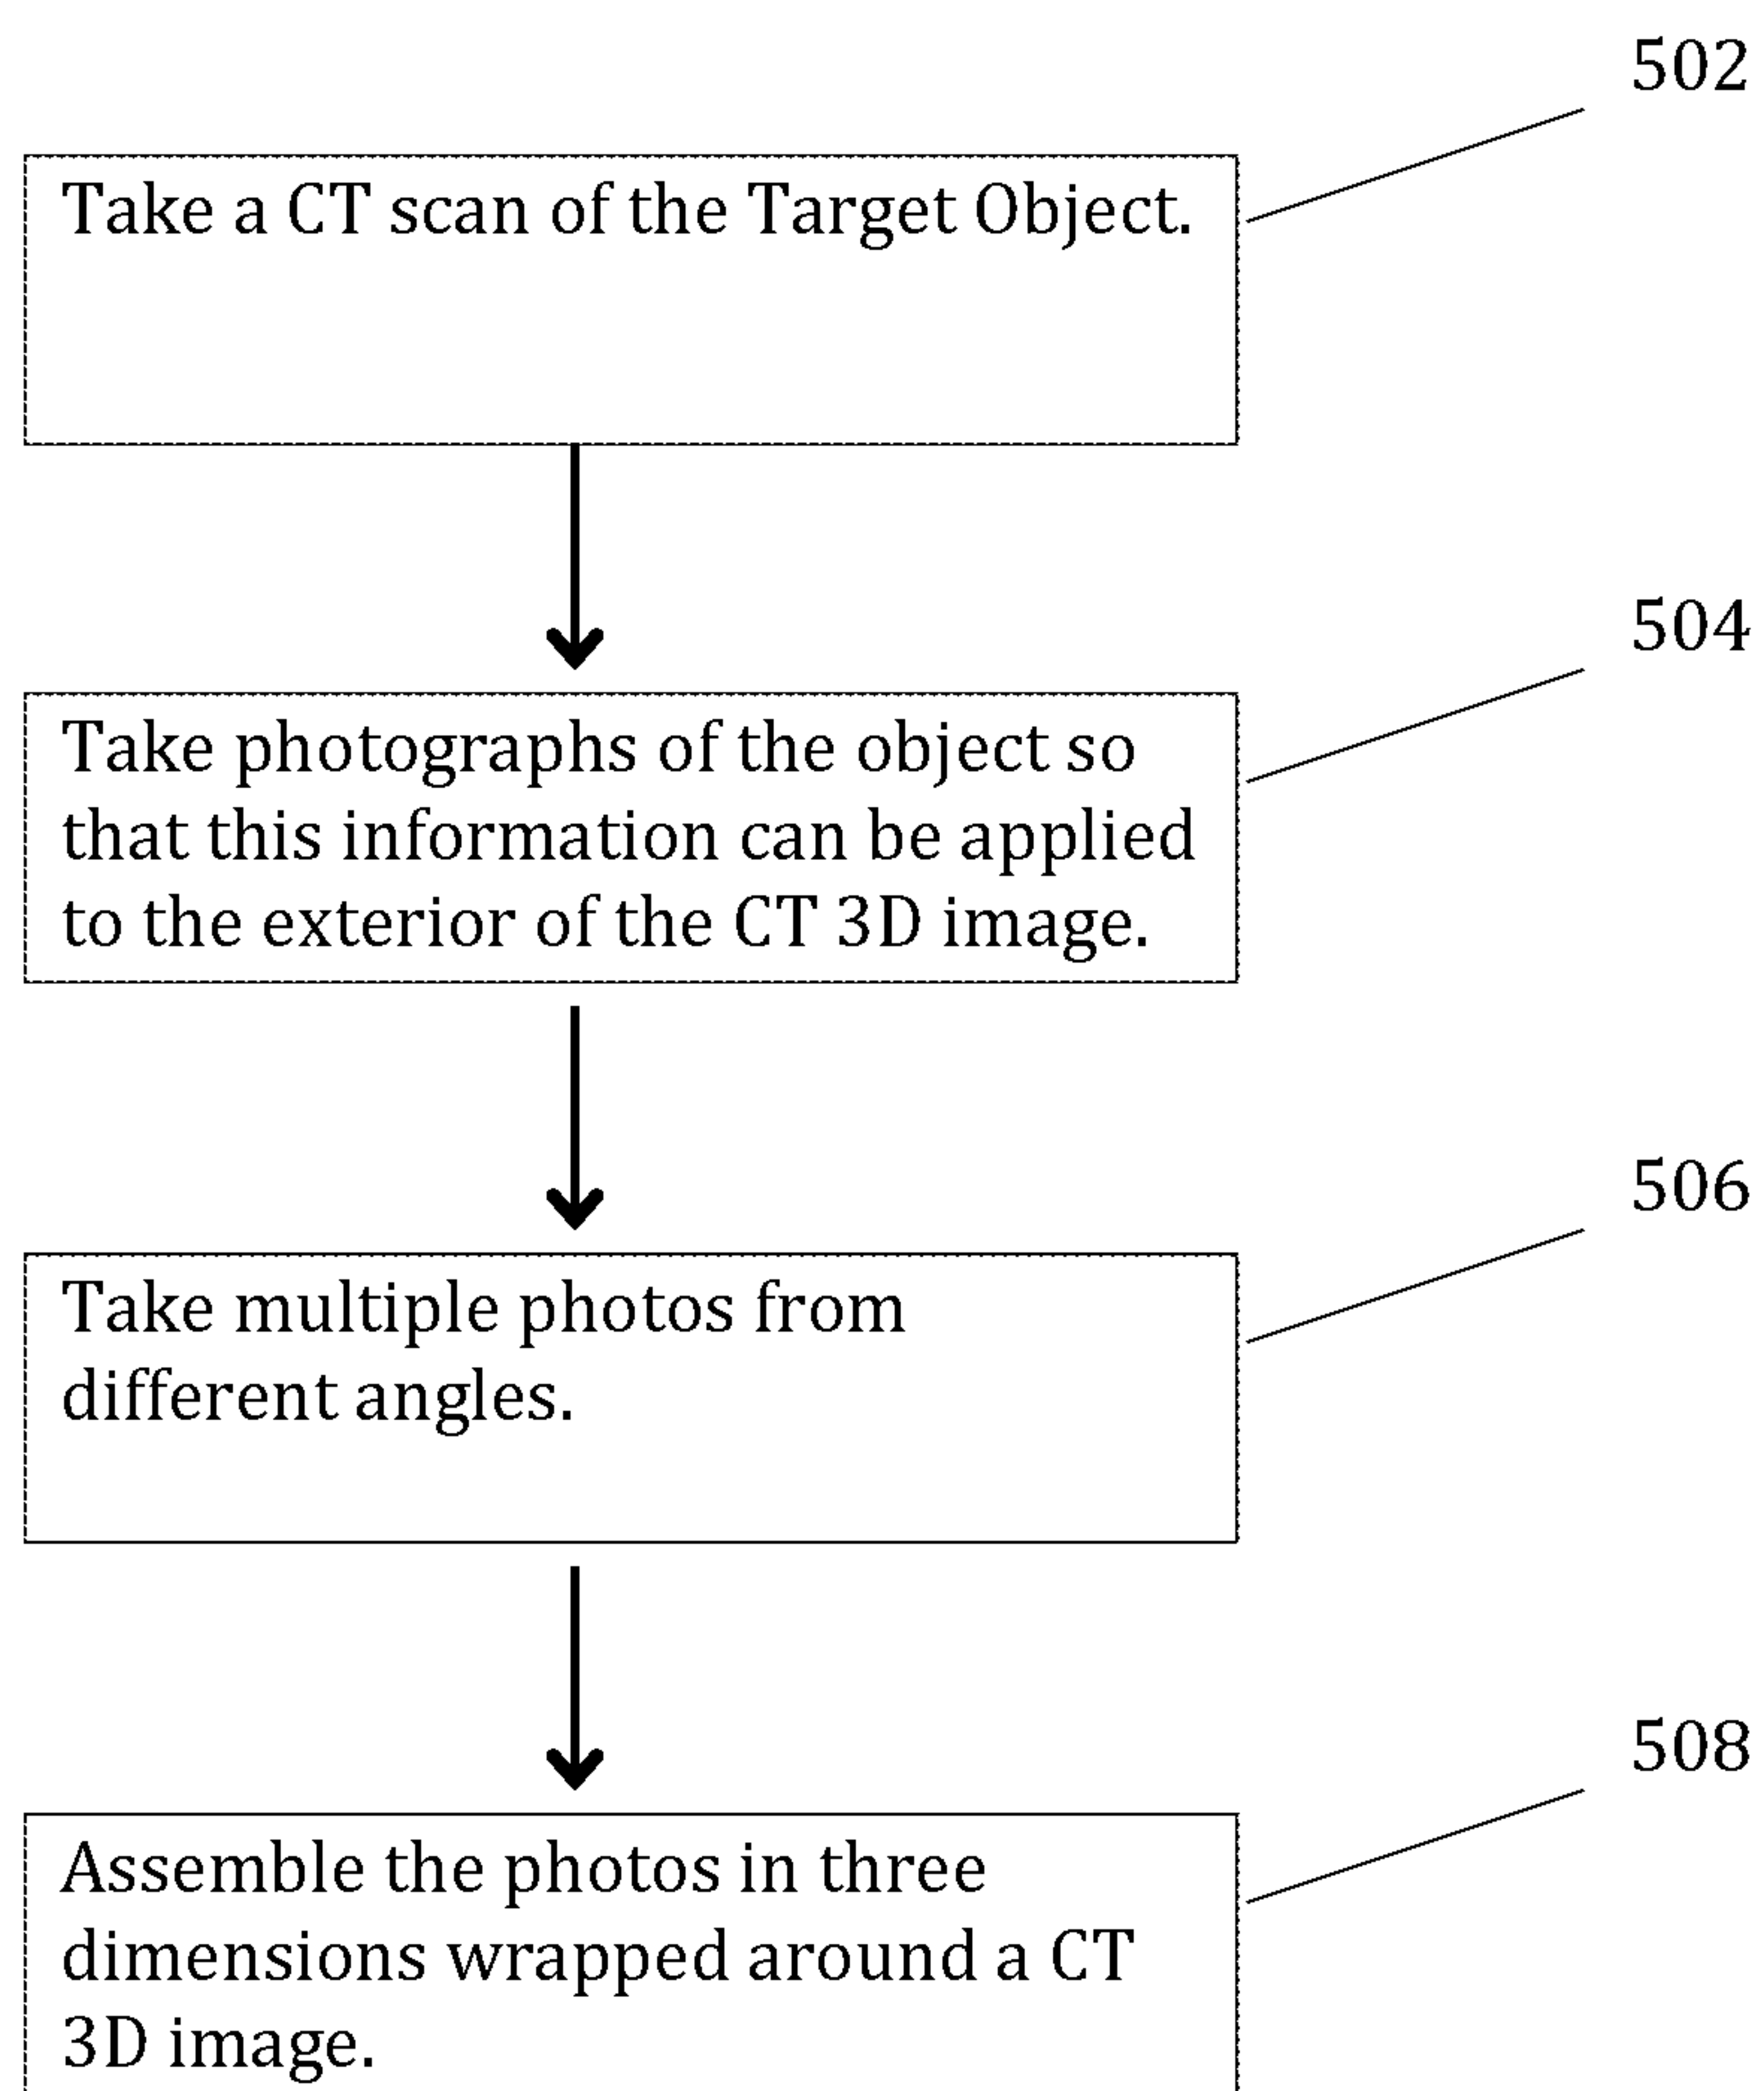 502
Take a CT scan of the Target Object.
504
Take photographs of the object so
that this information can be applied
to the exterior of the CT 3D image.
506
Take multiple photos from
different angles.
508
Assemble the photos in three
dimensions wrapped around a CT
3D image.